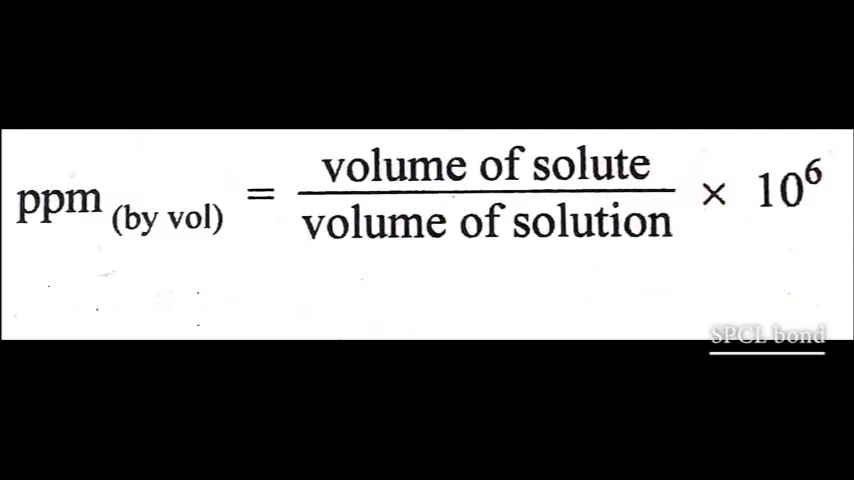 ppm (by vol) = volume of solute / volume of solution × 10⁶
SPCL bond